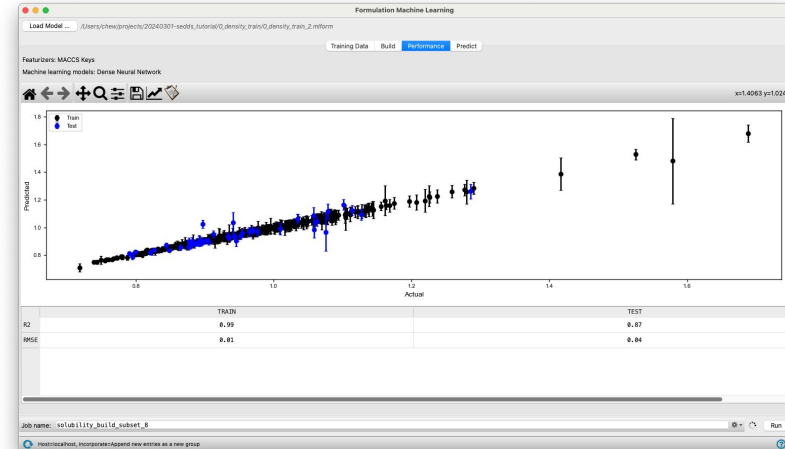 Formulation Machine Learning
Load Model ... /Users/chew/projects/20240301-sedds_tutorial/0_density_train/0_density_train_2.mlform
Training Data Build Performance Predict
Featurizers: MACCS Keys
Machine learning models: Dense Neural Network
x=1.4063 y=1.024
Train
Test
Predicted
1.8
1.6
1.4
1.2
1.0
0.8
0.8 1.0 1.2 1.4 1.6
Actual
TRAIN TEST
R2 0.99 0.87
RMSE 0.01 0.04
Job name: solubility_build_subset_8 Run
Host=localhost, Incorporate=Append new entries as a new group ?